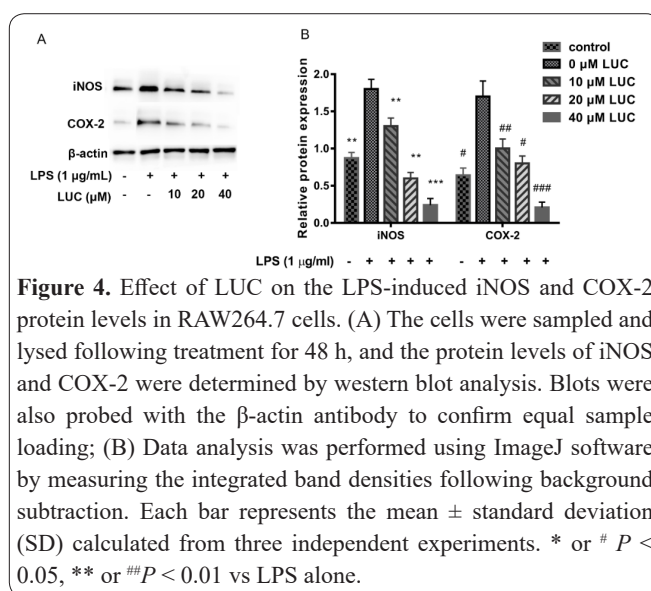 A
iNOS
COX-2
β-actin
LPS (1 μg/mL) - + + + +
LUC (μM) - - 10 20 40
B
control
0 μM LUC
10 μM LUC
20 μM LUC
40 μM LUC
Relative protein expression
2.0
1.5
1.0
0.5
0.0
** ** ** ***
# ## # ###
iNOS COX-2
LPS (1 μg/ml) - + + + + - + + + +
Figure 4. Effect of LUC on the LPS-induced iNOS and COX-2
protein levels in RAW264.7 cells. (A) The cells were sampled and
lysed following treatment for 48 h, and the protein levels of iNOS
and COX-2 were determined by western blot analysis. Blots were
also probed with the β-actin antibody to confirm equal sample
loading; (B) Data analysis was performed using ImageJ software
by measuring the integrated band densities following background
subtraction. Each bar represents the mean ± standard deviation
(SD) calculated from three independent experiments. * or # P <
0.05, ** or ##P < 0.01 vs LPS alone.